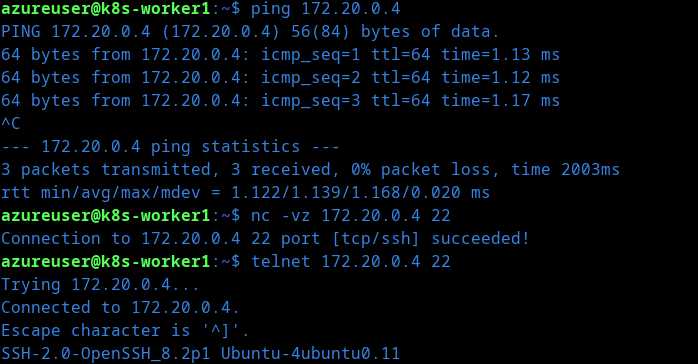 azureuser@k8s-worker1:~$ ping 172.20.0.4
PING 172.20.0.4 (172.20.0.4) 56(84) bytes of data.
64 bytes from 172.20.0.4: icmp_seq=1 ttl=64 time=1.13 ms
64 bytes from 172.20.0.4: icmp_seq=2 ttl=64 time=1.12 ms
64 bytes from 172.20.0.4: icmp_seq=3 ttl=64 time=1.17 ms
^C
--- 172.20.0.4 ping statistics ---
3 packets transmitted, 3 received, 0% packet loss, time 2003ms
rtt min/avg/max/mdev = 1.122/1.139/1.168/0.020 ms
azureuser@k8s-worker1:~$ nc -vz 172.20.0.4 22
Connection to 172.20.0.4 22 port [tcp/ssh] succeeded!
azureuser@k8s-worker1:~$ telnet 172.20.0.4 22
Trying 172.20.0.4...
Connected to 172.20.0.4.
Escape character is '^]'.
SSH-2.0-OpenSSH_8.2p1 Ubuntu-4ubuntu0.11